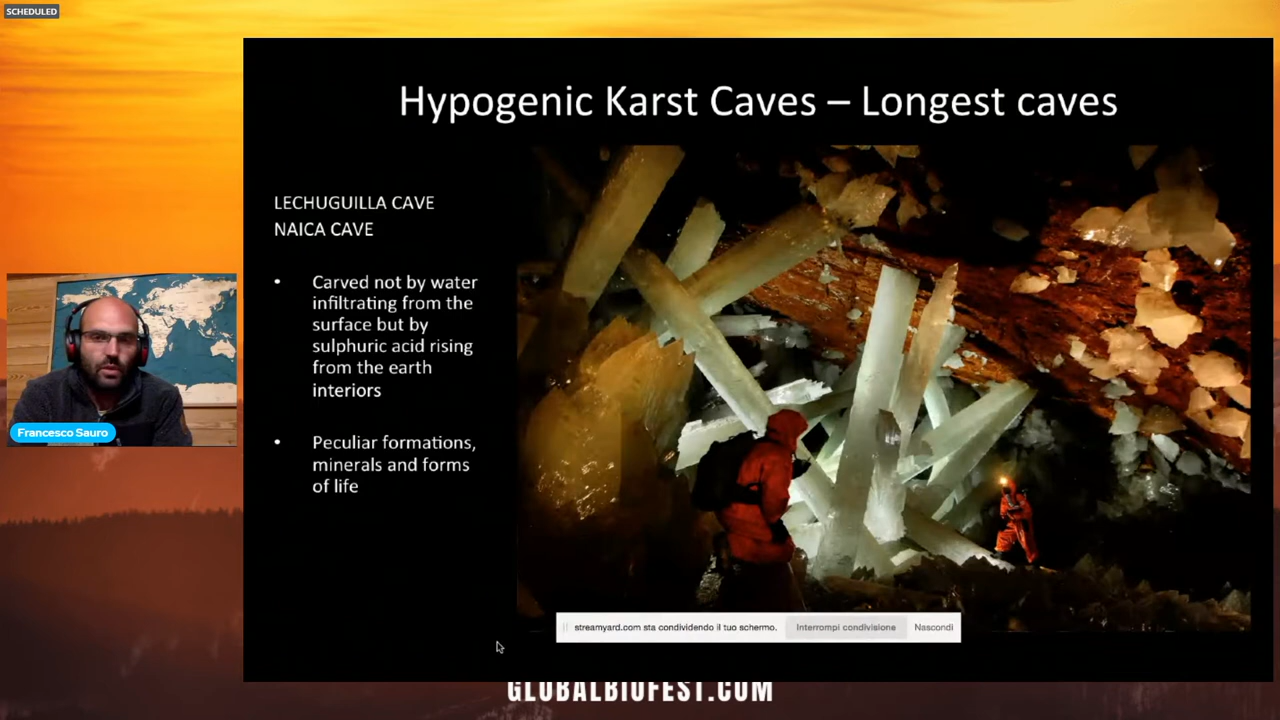 SCHEDULED
Hypogenic Karst Caves – Longest caves
LECHUGUILLA CAVE
NAICA CAVE
• Carved not by water
infiltrating from the
surface but by
sulphuric acid rising
from the earth
interiors
• Peculiar formations,
minerals and forms
of life
Francesco Sauro
streamyard.com sta condividendo il tuo schermo. Interrompi condivisione Nascondi
GLOBALBIOFEST.COM